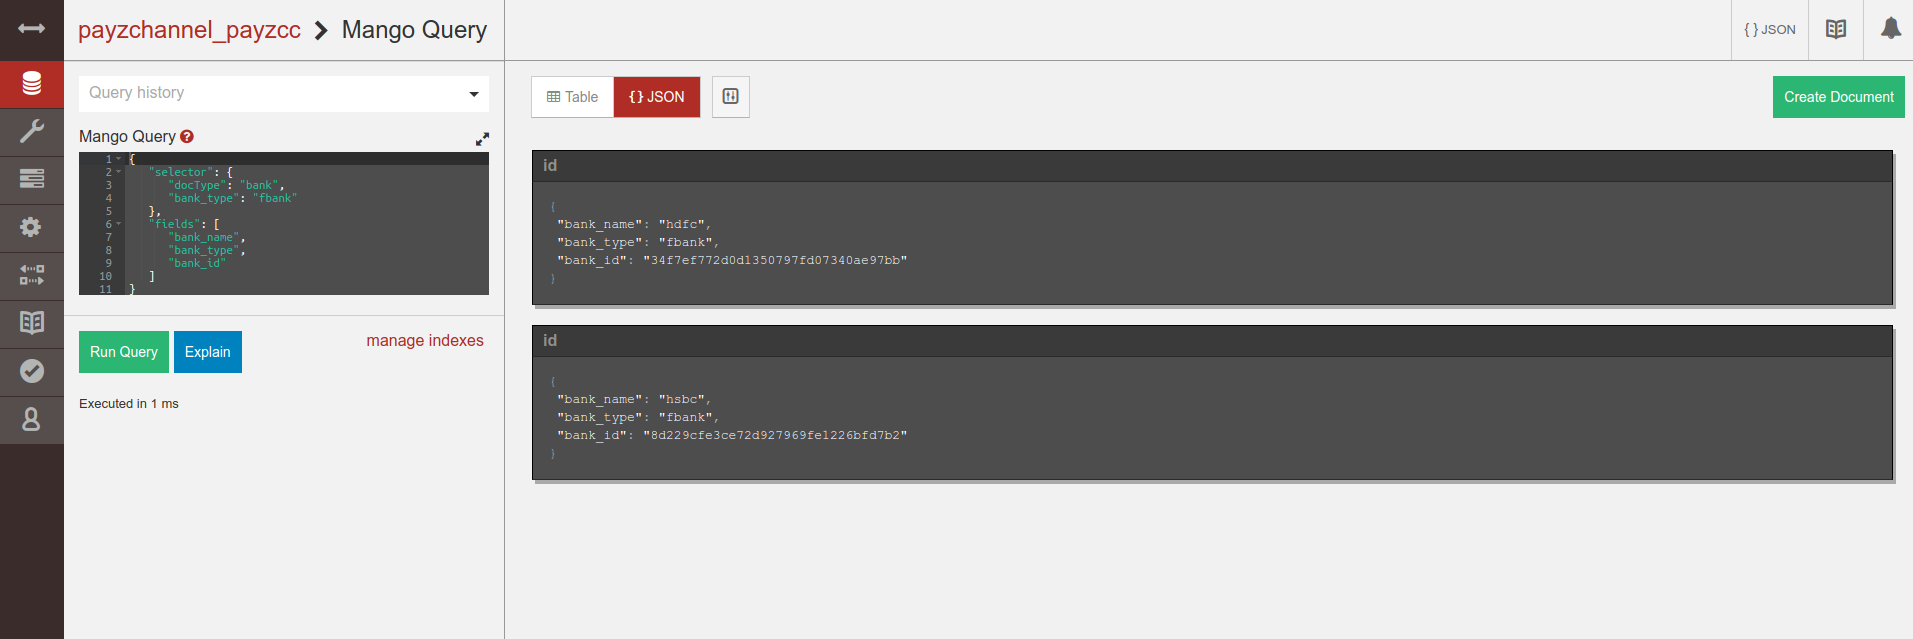 payzchannel_payzcc > Mango Query
{ } JSON
Query history
Mango Query ?
1 {
2 "selector": {
3 "docType": "bank",
4 "bank_type": "fbank"
5 },
6 "fields": [
7 "bank_name",
8 "bank_type",
9 "bank_id"
10 ]
11 }
Run Query Explain manage indexes
Executed in 1 ms
Table {} JSON
Create Document
id
{
"bank_name": "hdfc",
"bank_type": "fbank",
"bank_id": "34f7ef772d0d1350797fd07340ae97bb"
}
id
{
"bank_name": "hsbc",
"bank_type": "fbank",
"bank_id": "8d229cfe3ce72d927969fe1226bfd7b2"
}